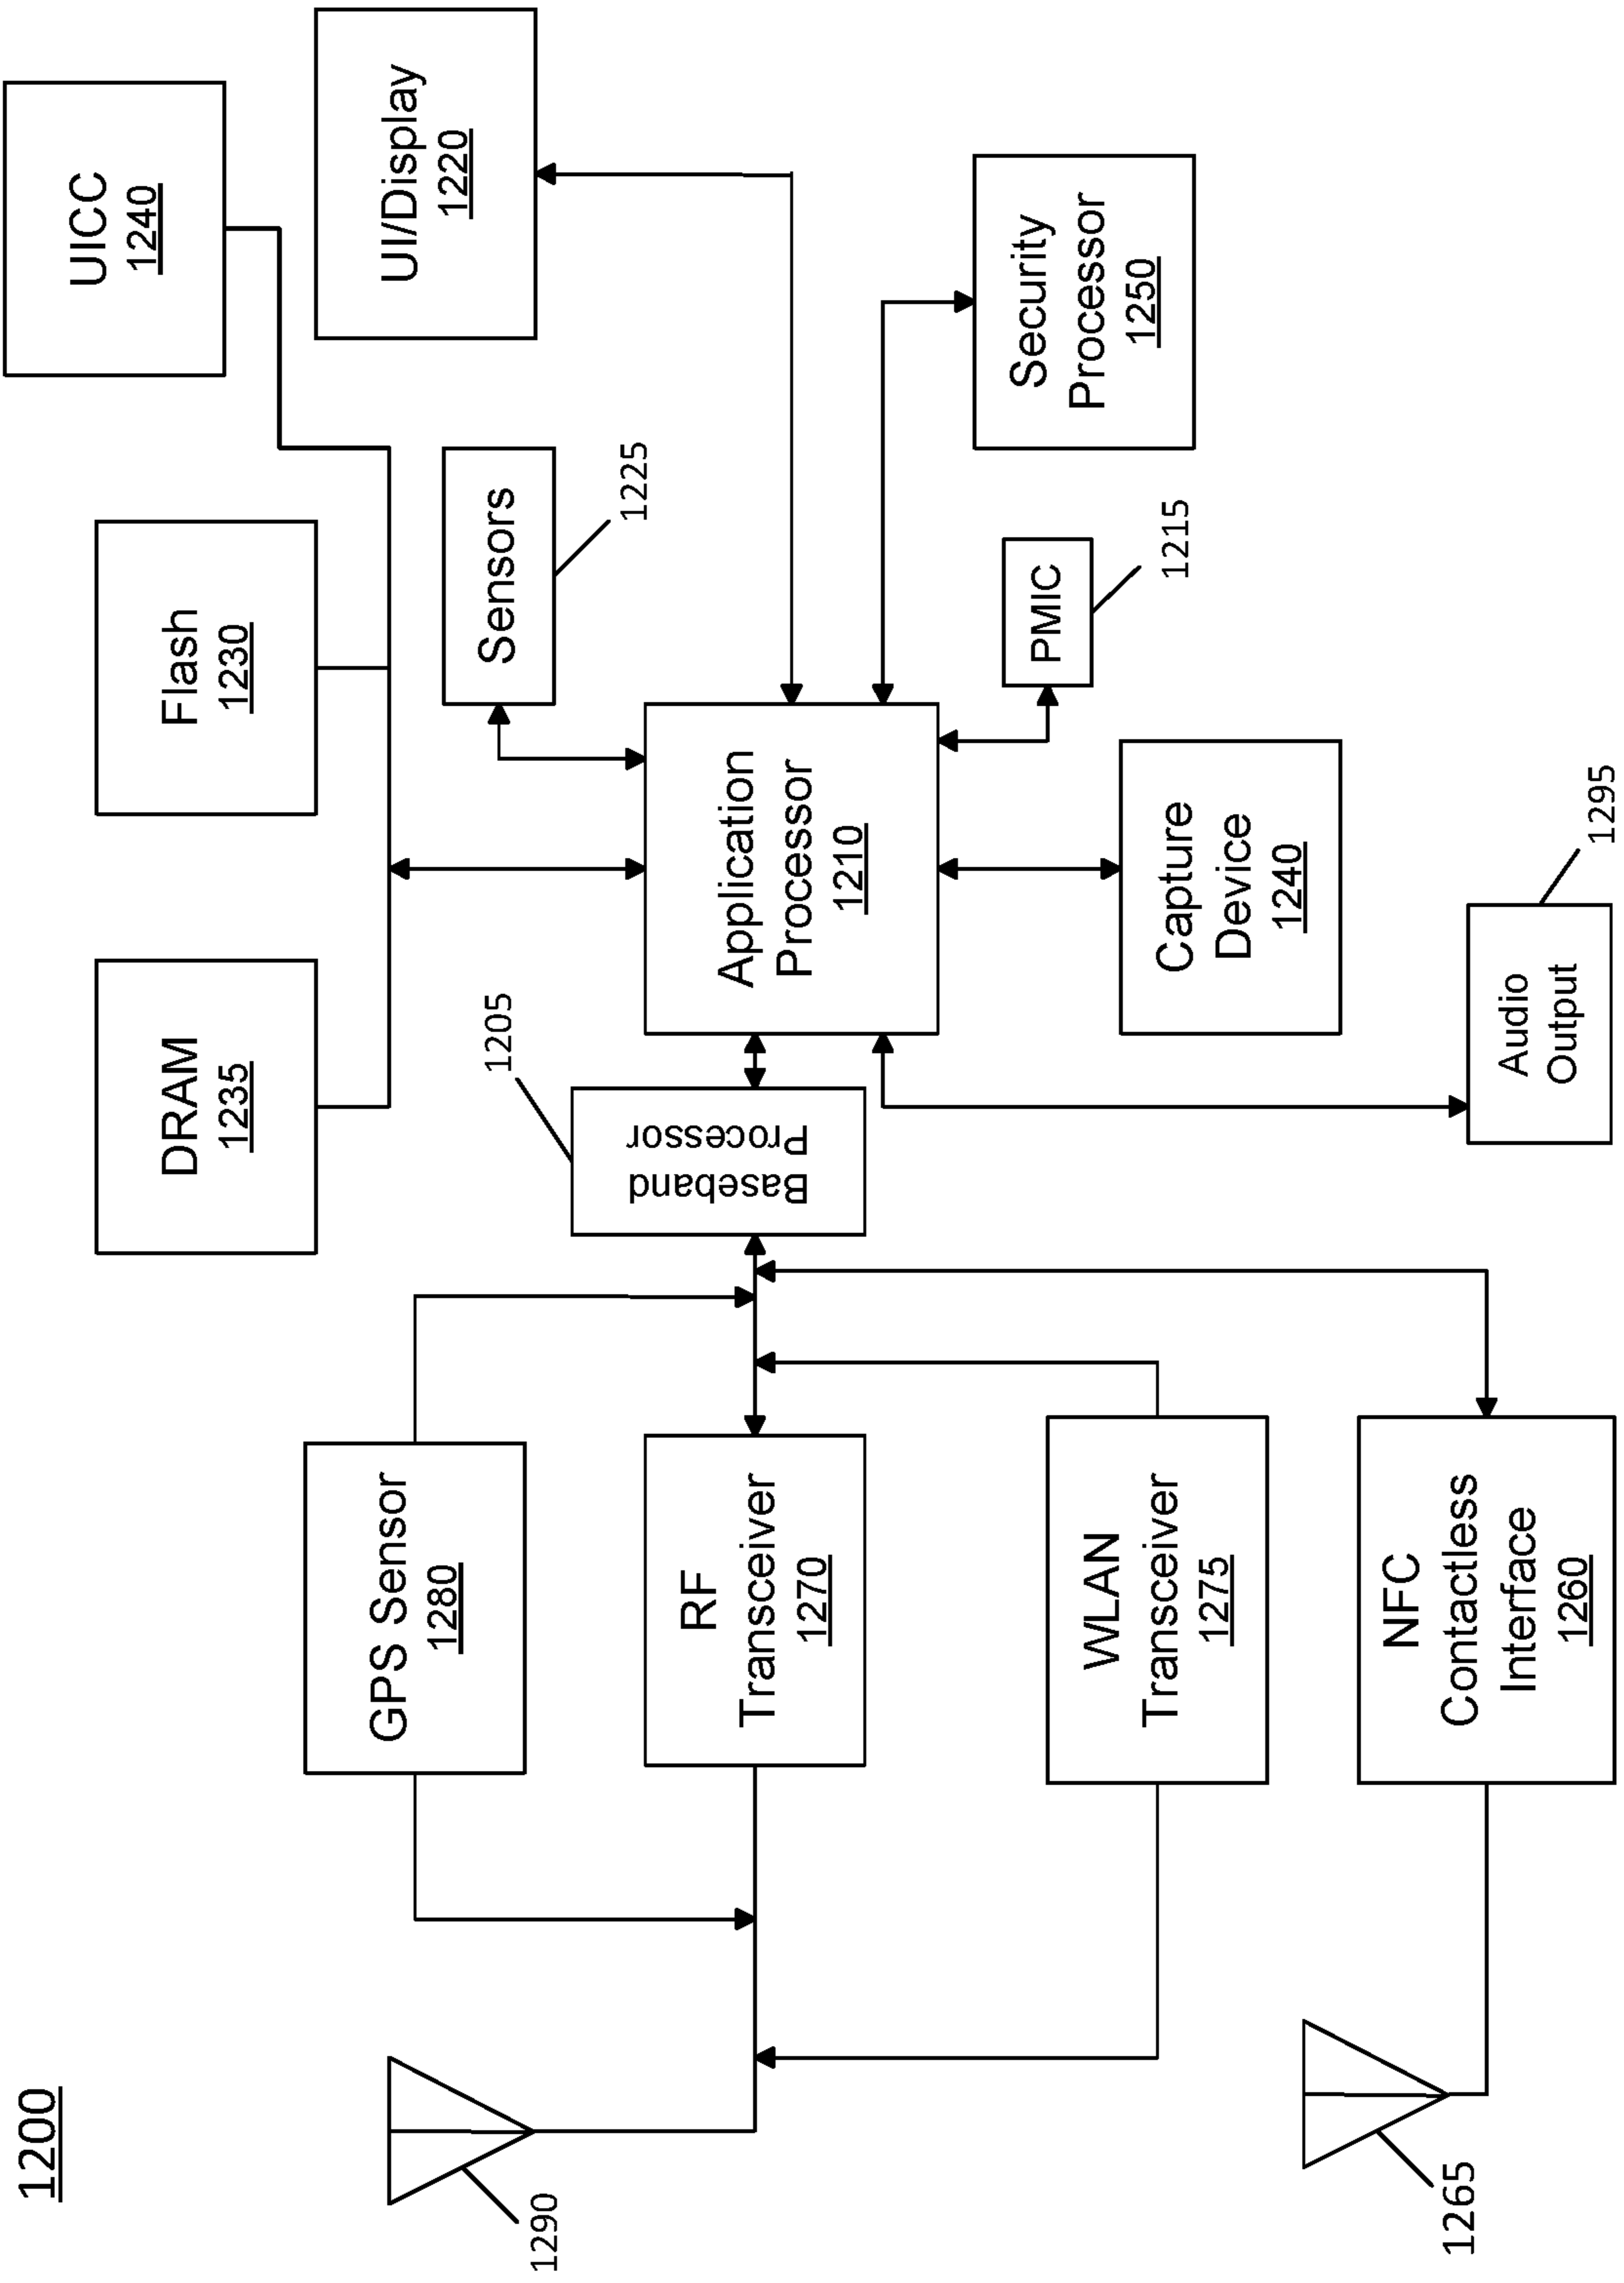 1200
UICC
1240
Flash
1230
DRAM
1235
UI/Display
1220
Sensors
1225
GPS Sensor
1280
1290
1205
Baseband
Processor
Application
Processor
1210
RF
Transceiver
1270
Security
Processor
1250
PMIC
1215
WLAN
Transceiver
1275
Capture
Device
1240
NFC
Contactless
Interface
1260
1265
Audio
Output
1295